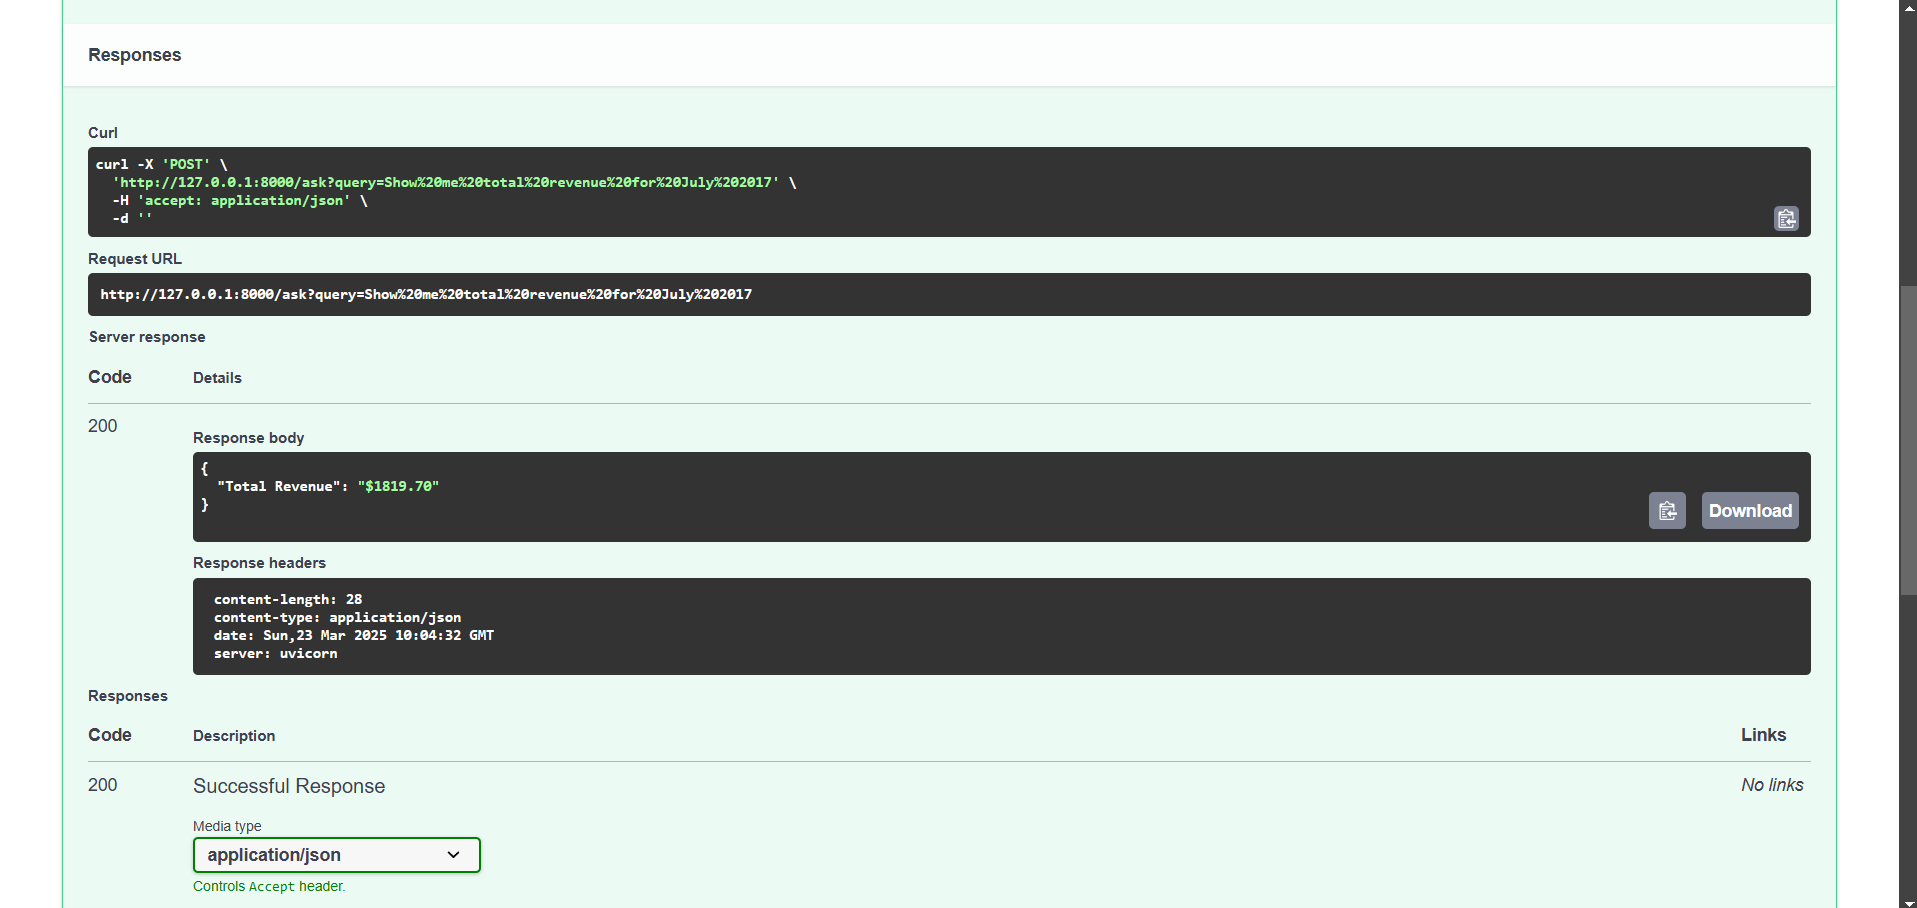 Responses
Curl
curl -X 'POST' \
  'http://127.0.0.1:8000/ask?query=Show%20me%20total%20revenue%20for%20July%202017' \
  -H 'accept: application/json' \
  -d ''
Request URL
http://127.0.0.1:8000/ask?query=Show%20me%20total%20revenue%20for%20July%202017
Server response
Code Details
200
Response body
{
  "Total Revenue": "$1819.70"
}
Download
Response headers
content-length: 28
content-type: application/json
date: Sun,23 Mar 2025 10:04:32 GMT
server: uvicorn
Responses
Code Description Links
200 Successful Response No links
Media type
application/json
Controls Accept header.